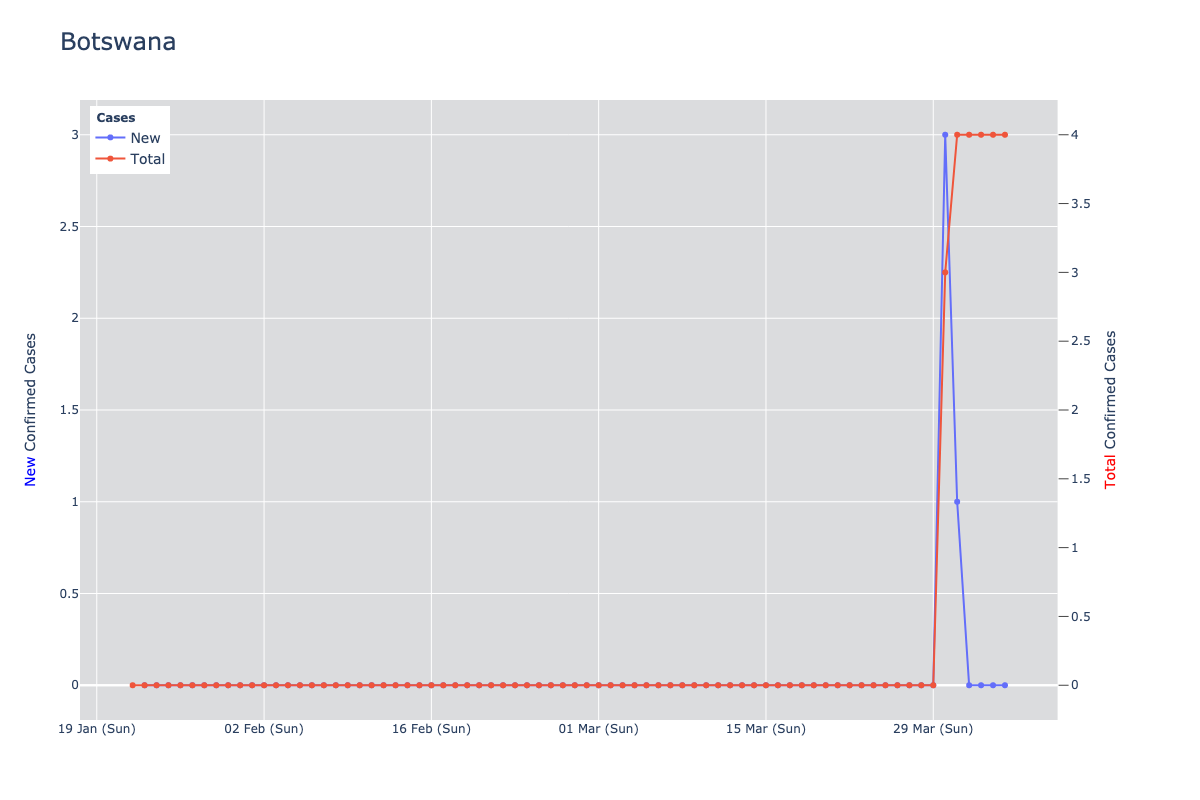 Botswana
Cases
New
Total
3
2.5
2
1.5
1
0.5
0
New Confirmed Cases
4
3.5
3
2.5
2
1.5
1
0.5
0
Total Confirmed Cases
19 Jan (Sun)
02 Feb (Sun)
16 Feb (Sun)
01 Mar (Sun)
15 Mar (Sun)
29 Mar (Sun)